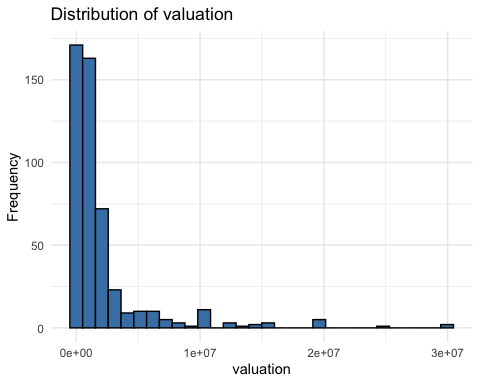 Distribution of valuation
Frequency
150
100
50
0
0e+00 1e+07 2e+07 3e+07
valuation